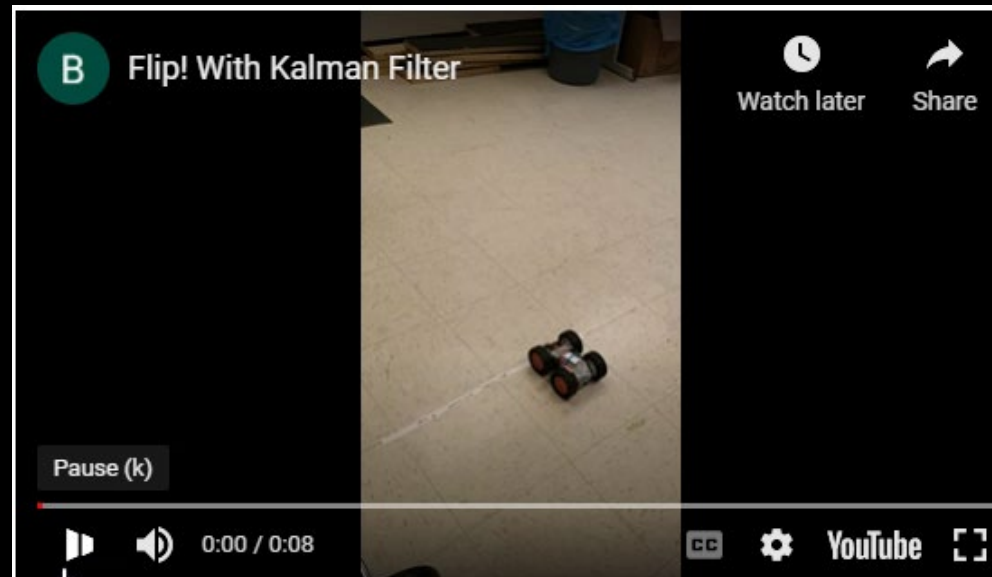 B
Flip! With Kalman Filter
Watch later
Share
Pause (k)
0:00 / 0:08
CC
YouTube